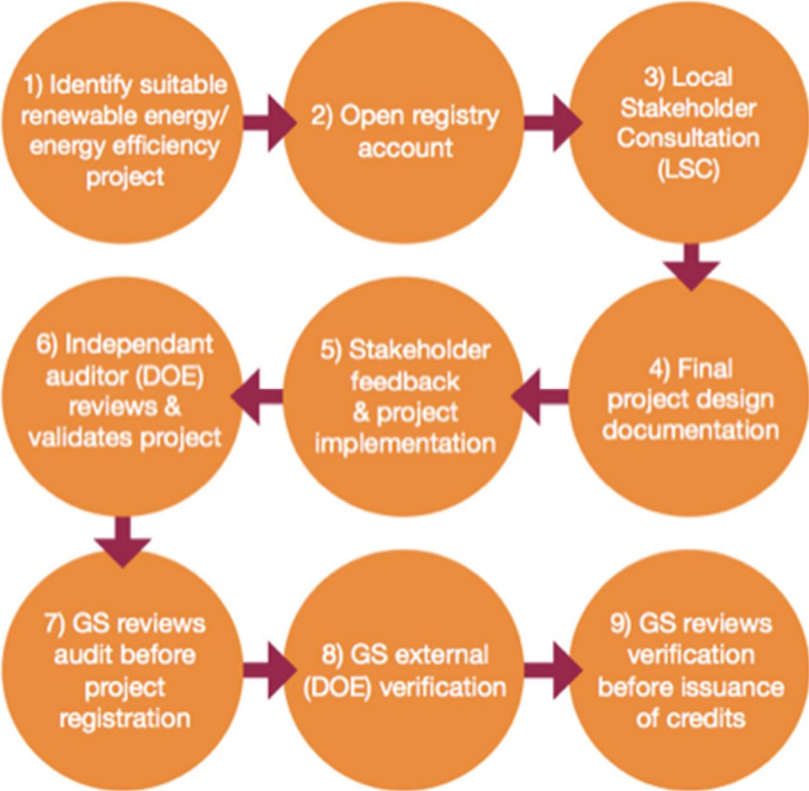 1) Identify suitable
renewable energy/
energy efficiency
project
2) Open registry
account
3) Local
Stakeholder
Consultation
(LSC)
4) Final
project design
documentation
5) Stakeholder
feedback
& project
implementation
6) Independant
auditor (DOE)
reviews &
validates project
7) GS reviews
audit before
project
registration
8) GS external
(DOE) verification
9) GS reviews
verification
before issuance
of credits